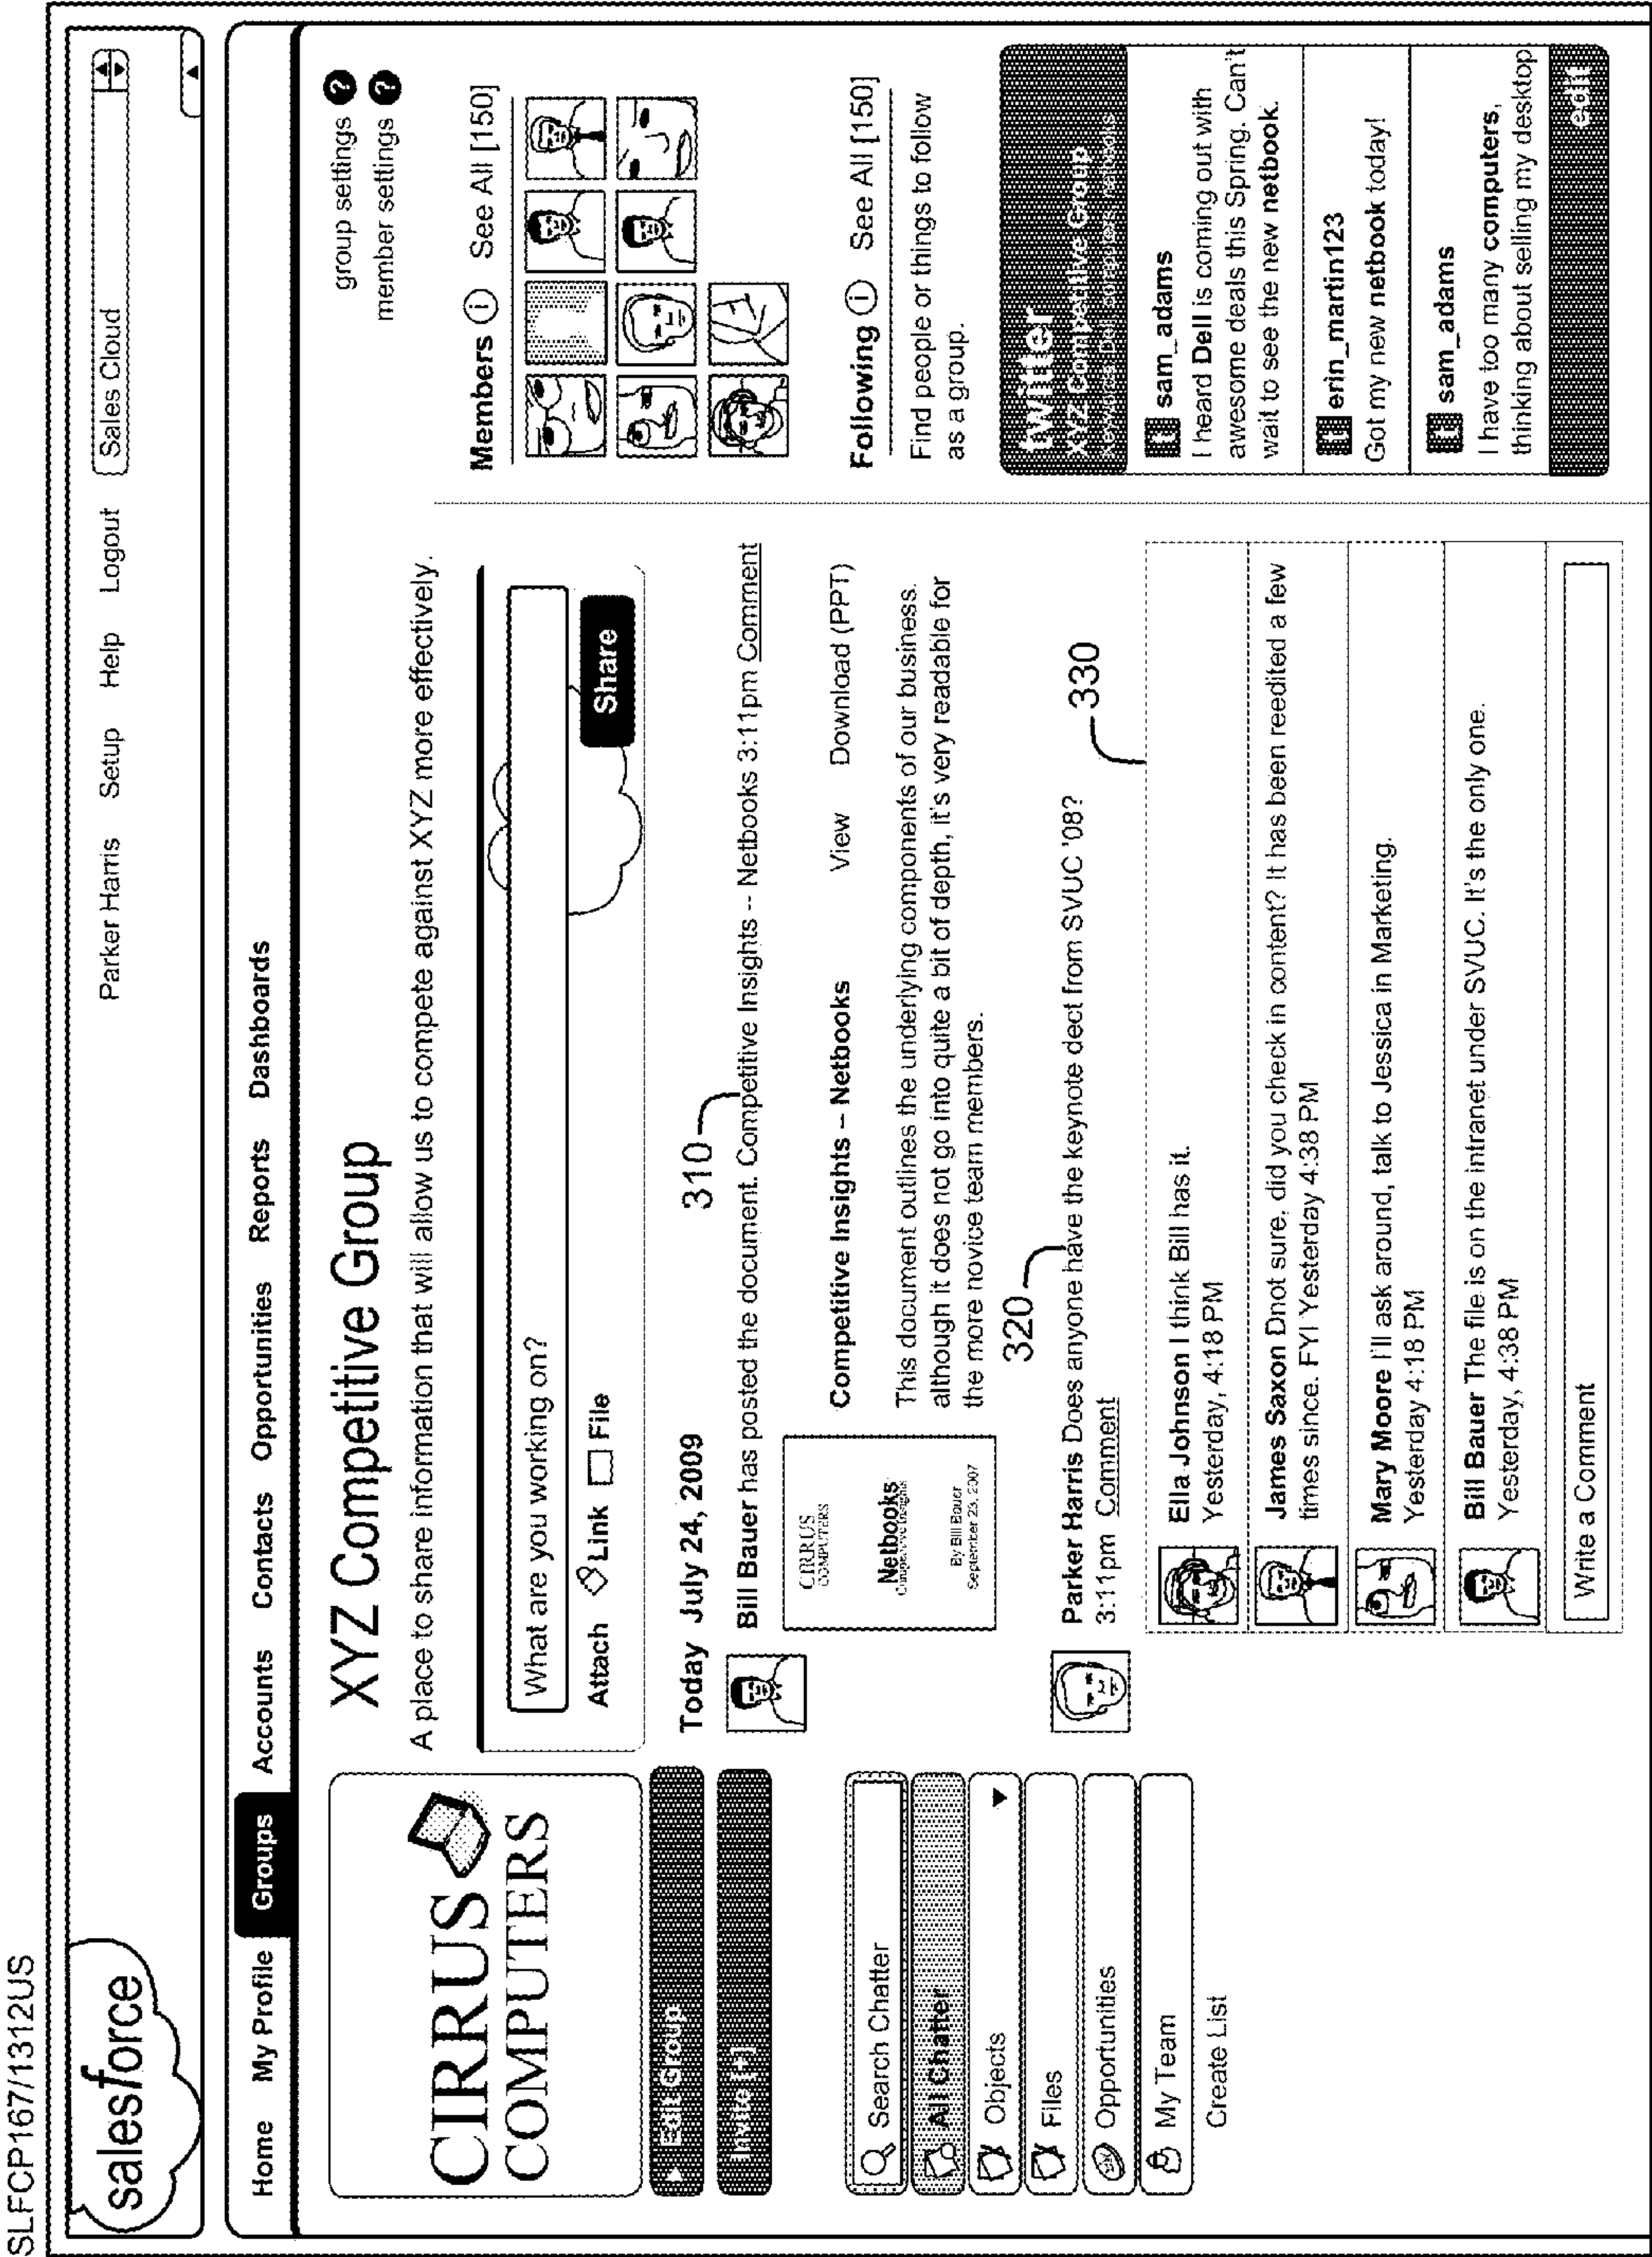 SLFCP167/1312US
salesforce
Parker Harris Setup Help Logout Sales Cloud
Home My Profile Groups Accounts Contacts Opportunities Reports Dashboards
CIRRUS
COMPUTERS
Edit Group
Invite [+]
Search Chatter
All Chatter
Objects
Files
Opportunities
My Team
Create List
XYZ Competitive Group
A place to share information that will allow us to compete against XYZ more effectively.
What are you working on?
Attach Link File
Share
Today July 24, 2009
310
Bill Bauer has posted the document. Competitive Insights -- Netbooks 3:11pm Comment
CIRRUS
COMPUTERS
Netbooks
Competitive Insights
By Bill Bauer
September 23, 2007
Competitive Insights – Netbooks View Download (PPT)
This document outlines the underlying components of our business.
although it does not go into quite a bit of depth, it's very readable for
the more novice team members.
320
Parker Harris Does anyone have the keynote dect from SVUC '08?
3:11pm Comment
330
Ella Johnson I think Bill has it.
Yesterday, 4:18 PM
James Saxon Dnot sure, did you check in content? It has been reedited a few
times since. FYI Yesterday 4:38 PM
Mary Moore I'll ask around, talk to Jessica in Marketing.
Yesterday 4:18 PM
Bill Bauer The file is on the intranet under SVUC. It's the only one.
Yesterday, 4:38 PM
Write a Comment
group settings ?
member settings ?
Members i See All [150]
Following i See All [150]
Find people or things to follow
as a group.
twitter
XYZ Competitive Group
Keywords: Dell, computers, netbooks
t sam_adams
I heard Dell is coming out with
awesome deals this Spring. Can't
wait to see the new netbook.
t erin_martin123
Got my new netbook today!
t sam_adams
I have too many computers,
thinking about selling my desktop
edit